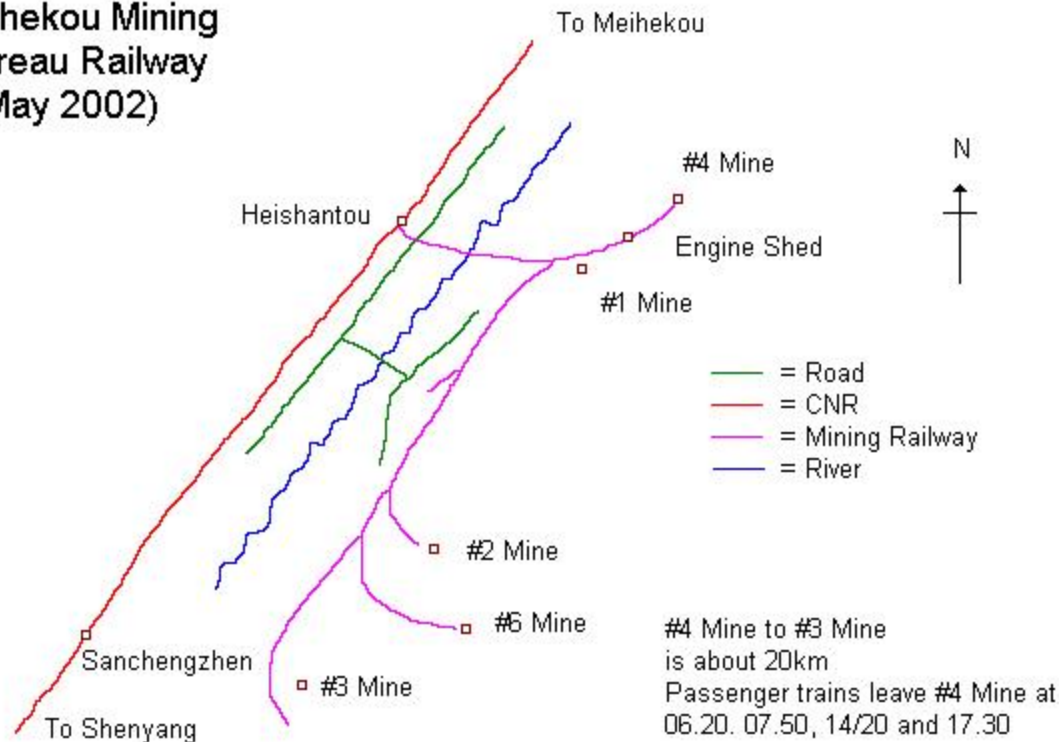 hekou Mining
reau Railway
May 2002)
To Meihekou
N
#4 Mine
Heishantou
Engine Shed
#1 Mine
= Road
= CNR
= Mining Railway
= River
#2 Mine
#6 Mine
Sanchengzhen
#3 Mine
To Shenyang
#4 Mine to #3 Mine
is about 20km
Passenger trains leave #4 Mine at
06.20. 07.50, 14/20 and 17.30